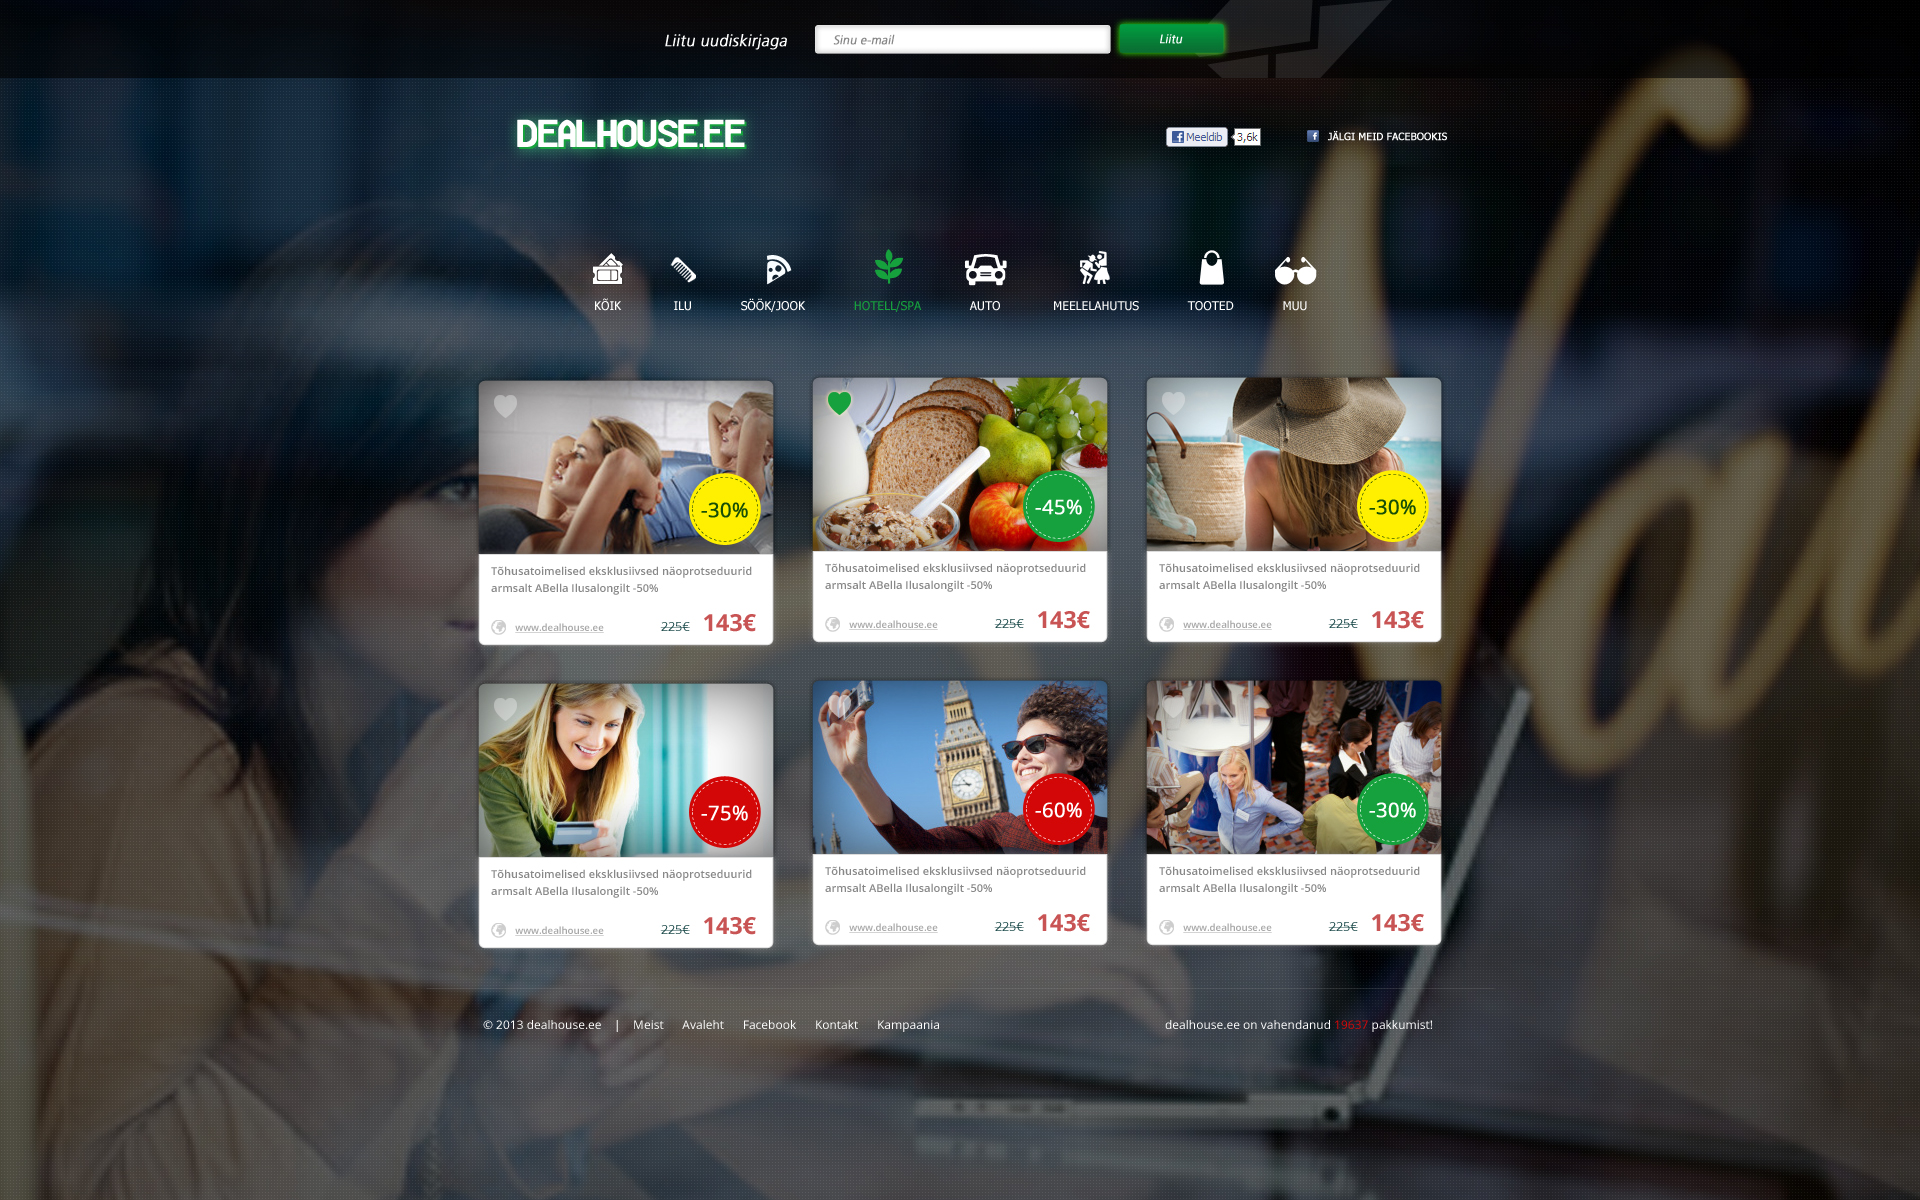 Liitu uudiskirjaga
Sinu e-mail
Liitu
DEALHOUSE.EE
Meeldib
3,6k
JÄLGI MEID FACEBOOKIS
KÕIK
ILU
SÖÖK/JOOK
HOTELL/SPA
AUTO
MEELELAHUTUS
TOOTED
MUU
-30%
Tõhusatoimelised eksklusiivsed näoprotseduurid
armsalt ABella Ilusalongilt -50%
www.dealhouse.ee
225€
143€
-45%
Tõhusatoimelised eksklusiivsed näoprotseduurid
armsalt ABella Ilusalongilt -50%
www.dealhouse.ee
225€
143€
-30%
Tõhusatoimelised eksklusiivsed näoprotseduurid
armsalt ABella Ilusalongilt -50%
www.dealhouse.ee
225€
143€
-75%
Tõhusatoimelised eksklusiivsed näoprotseduurid
armsalt ABella Ilusalongilt -50%
www.dealhouse.ee
225€
143€
-60%
Tõhusatoimelised eksklusiivsed näoprotseduurid
armsalt ABella Ilusalongilt -50%
www.dealhouse.ee
225€
143€
-30%
Tõhusatoimelised eksklusiivsed näoprotseduurid
armsalt ABella Ilusalongilt -50%
www.dealhouse.ee
225€
143€
© 2013 dealhouse.ee | Meist Avaleht Facebook Kontakt Kampaania
dealhouse.ee on vahendanud 19637 pakkumist!